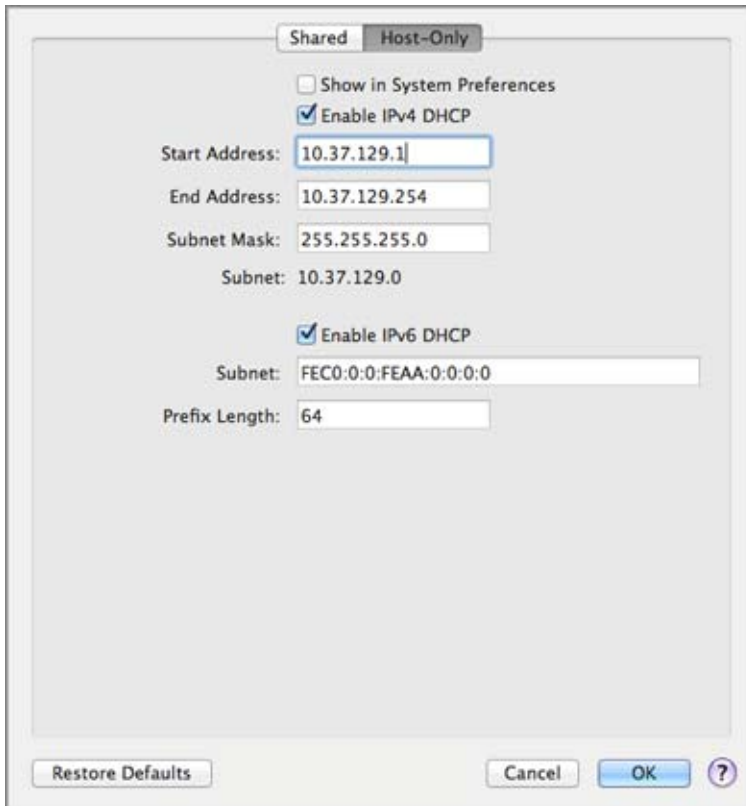 Shared Host-Only
Show in System Preferences
Enable IPv4 DHCP
Start Address: 10.37.129.1
End Address: 10.37.129.254
Subnet Mask: 255.255.255.0
Subnet: 10.37.129.0
Enable IPv6 DHCP
Subnet: FEC0:0:0:FEAA:0:0:0:0
Prefix Length: 64
Restore Defaults Cancel OK ?